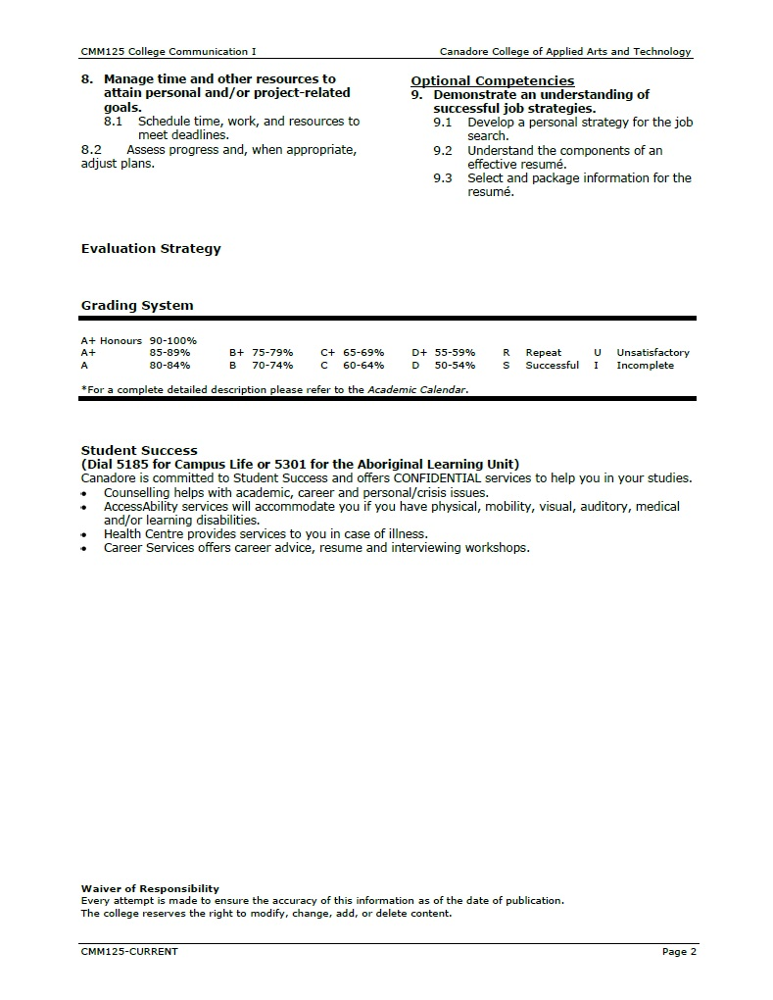 CMM125 College Communication I Canadore College of Applied Arts and Technology
8. Manage time and other resources to
attain personal and/or project-related
goals.
8.1 Schedule time, work, and resources to
meet deadlines.
8.2 Assess progress and, when appropriate,
adjust plans.
Optional Competencies
9. Demonstrate an understanding of
successful job strategies.
9.1 Develop a personal strategy for the job
search.
9.2 Understand the components of an
effective resumé.
9.3 Select and package information for the
resumé.
Evaluation Strategy
Grading System
A+ Honours 90-100%
A+ 85-89% B+ 75-79% C+ 65-69% D+ 55-59% R Repeat U Unsatisfactory
A 80-84% B 70-74% C 60-64% D 50-54% S Successful I Incomplete
*For a complete detailed description please refer to the Academic Calendar.
Student Success
(Dial 5185 for Campus Life or 5301 for the Aboriginal Learning Unit)
Canadore is committed to Student Success and offers CONFIDENTIAL services to help you in your studies.
• Counselling helps with academic, career and personal/crisis issues.
• AccessAbility services will accommodate you if you have physical, mobility, visual, auditory, medical
and/or learning disabilities.
• Health Centre provides services to you in case of illness.
• Career Services offers career advice, resume and interviewing workshops.
Waiver of Responsibility
Every attempt is made to ensure the accuracy of this information as of the date of publication.
The college reserves the right to modify, change, add, or delete content.
CMM125-CURRENT Page 2